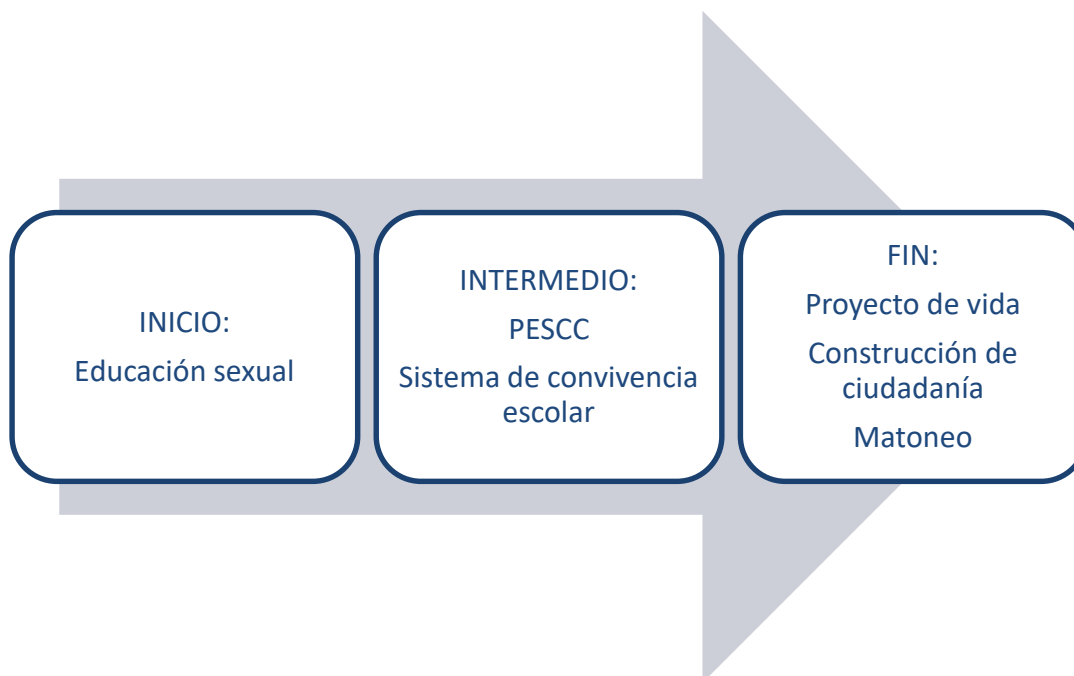 INICIO:
Educación sexual
INTERMEDIO:
PESCC
Sistema de convivencia
escolar
FIN:
Proyecto de vida
Construcción de
ciudadanía
Matoneo